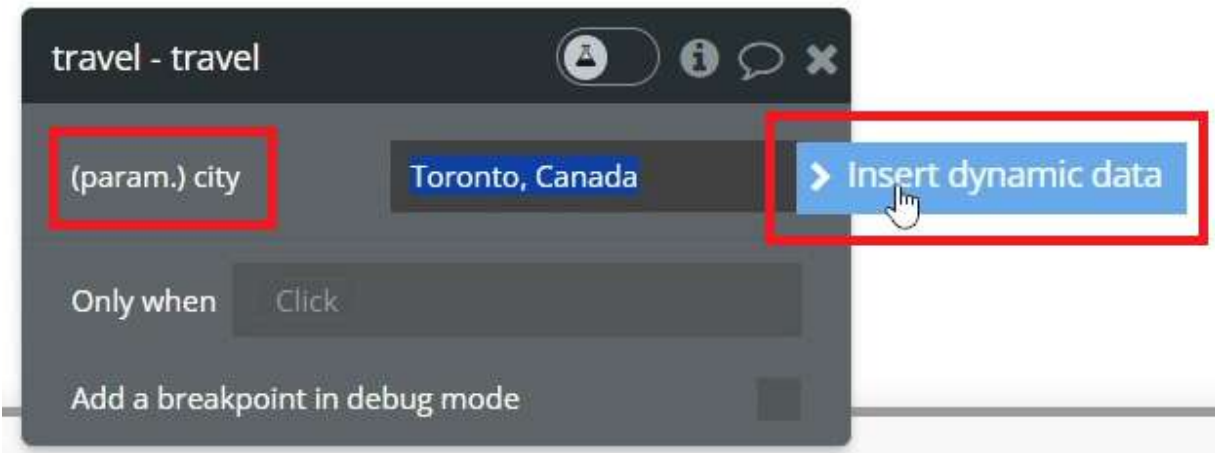 travel - travel
(param.) city
Toronto, Canada
Insert dynamic data
Only when
Click
Add a breakpoint in debug mode